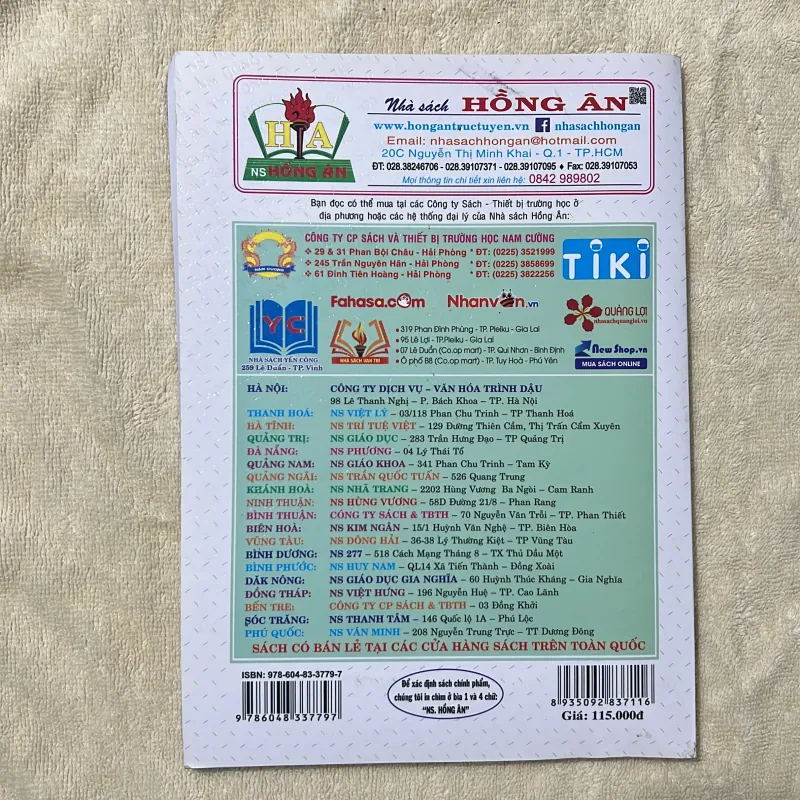 HA
NS HỒNG ÂN
Nhà sách HỒNG ÂN
www.hongantructuyen.vn nhasachhongan
Email: nhasachhongan@hotmail.com
20C Nguyễn Thị Minh Khai - Q.1 - TP.HCM
ĐT: 028.38246706 - 028.39107371 - 028.39107095 ♦ Fax: 028.39107053
Mọi thông tin chi tiết xin liên hệ: 0842 989802
Bạn đọc có thể mua tại các Công ty Sách - Thiết bị trường học ở
địa phương hoặc các hệ thống đại lý của Nhà sách Hồng Ân:
CÔNG TY CP SÁCH VÀ THIẾT BỊ TRƯỜNG HỌC NAM CƯỜNG
❖ 29 & 31 Phan Bội Châu - Hải Phòng * ĐT: (0225) 3521999
❖ 245 Trần Nguyên Hãn - Hải Phòng * ĐT: (0225) 3858699
❖ 61 Đinh Tiên Hoàng - Hải Phòng * ĐT: (0225) 3822256
NAM CƯỜNG
TIKI
YC
NHÀ SÁCH YÊN CÔNG
259 Lê Duẩn - TP. Vinh
Fahasa.com
Nhanvan.vn
QUẢNG LỢI
nhasachquangloi.vn
NHÀ SÁCH VĂN TRÍ
• 319 Phan Đình Phùng - TP. Pleiku - Gia Lai
• 95 Lê Lợi - TP.Pleiku - Gia Lai
• 07 Lê Duẩn (Co.op mart) - TP. Qui Nhơn - Bình Định
• Ô phố B8 (Co.op mart) - TP. Tuy Hoà - Phú Yên
NewShop.vn
MUA SÁCH ONLINE
HÀ NỘI: CÔNG TY DỊCH VỤ - VĂN HÓA TRÌNH DẬU
98 Lê Thanh Nghị – P. Bách Khoa – TP. Hà Nội
THANH HOÁ: NS VIỆT LÝ – 03/118 Phan Chu Trinh – TP Thanh Hoá
HÀ TĨNH: NS TRÍ TUỆ VIỆT – 129 Đường Thiên Cầm, Thị Trấn Cẩm Xuyên
QUẢNG TRỊ: NS GIÁO DỤC – 283 Trần Hưng Đạo – TP Quảng Trị
ĐÀ NẴNG: NS PHƯƠNG – 04 Lý Thái Tổ
QUẢNG NAM: NS GIÁO KHOA – 341 Phan Chu Trinh – Tam Kỳ
QUẢNG NGÃI: NS TRẦN QUỐC TUẤN – 526 Quang Trung
KHÁNH HOÀ: NS NHÃ TRANG – 2202 Hùng Vương Ba Ngòi – Cam Ranh
NINH THUẬN: NS HÙNG VƯƠNG – 58D Đường 21/8 – Phan Rang
BÌNH THUẬN: CÔNG TY SÁCH & TBTH – 70 Nguyễn Văn Trỗi – TP. Phan Thiết
BIÊN HOÀ: NS KIM NGÂN – 15/1 Huỳnh Văn Nghệ – TP. Biên Hòa
VŨNG TÀU: NS ĐÔNG HẢI – 36-38 Lý Thường Kiệt – TP Vũng Tàu
BÌNH DƯƠNG: NS 277 – 518 Cách Mạng Tháng 8 – TX Thủ Dầu Một
BÌNH PHƯỚC: NS HUY NAM – QL14 Xã Tiến Thành – Đồng Xoài
DĂK NÔNG: NS GIÁO DỤC GIA NGHĨA – 60 Huỳnh Thúc Kháng – Gia Nghĩa
ĐỒNG THÁP: NS VIỆT HƯNG – 196 Nguyễn Huệ – TP. Cao Lãnh
BẾN TRE: CÔNG TY CP SÁCH & TBTH – 03 Đồng Khởi
SÓC TRĂNG: NS THANH TÂM – 146 Quốc lộ 1A – Phú Lộc
PHÚ QUỐC: NS VĂN MINH – 208 Nguyễn Trung Trực – TT Dương Đông
SÁCH CÓ BÁN LẺ TẠI CÁC CỬA HÀNG SÁCH TRÊN TOÀN QUỐC
ISBN: 978-604-83-3779-7
9 786048 337797
Để xác định sách chính phẩm,
chúng tôi in chìm ở bìa 1 và 4 chữ:
"NS. HỒNG ÂN"
8 935092 837116
Giá: 115.000đ